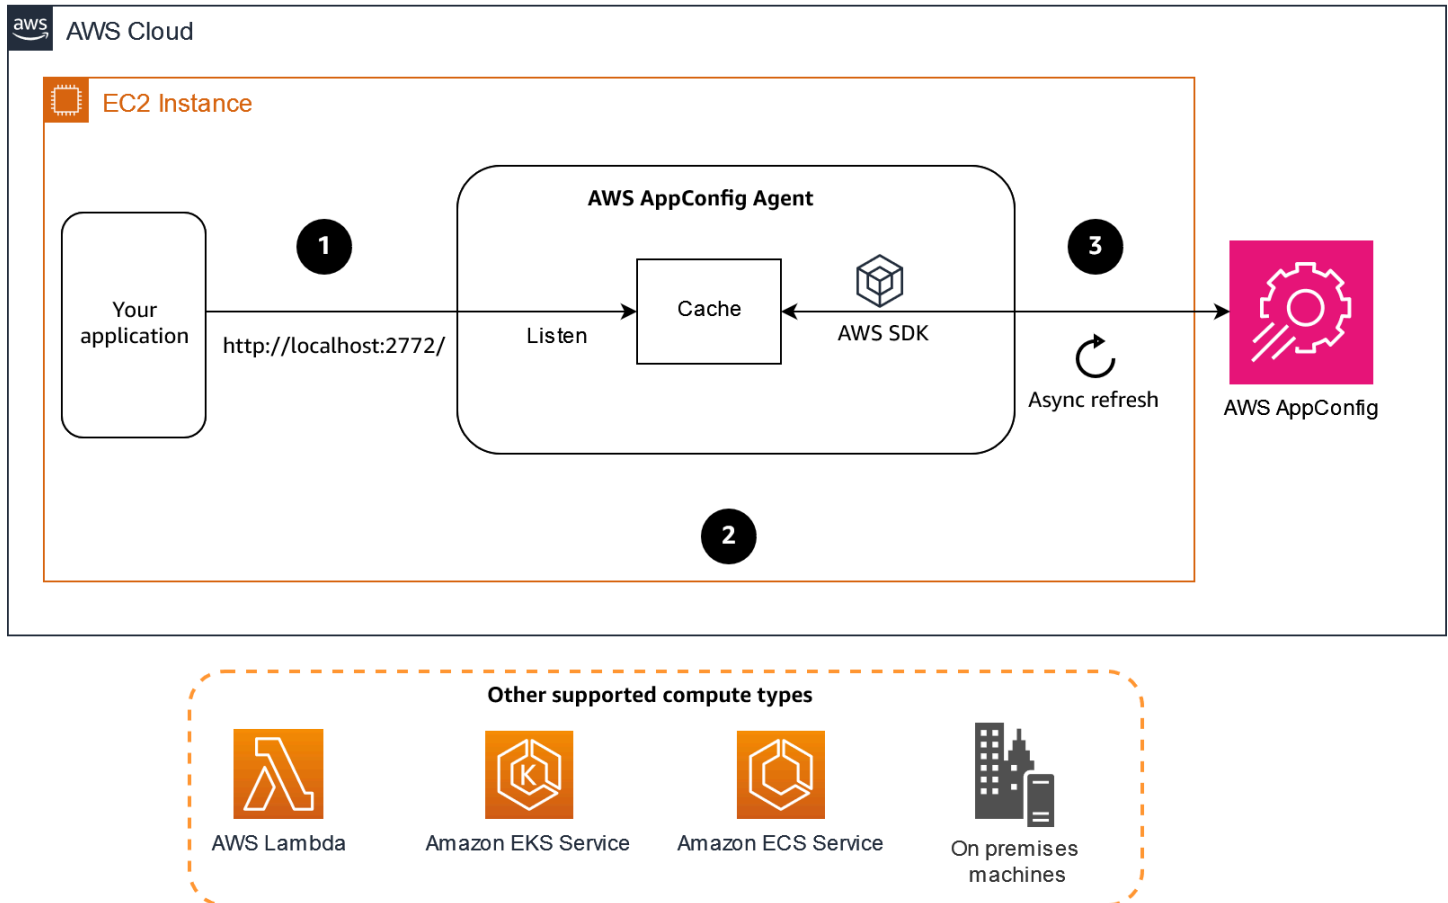 aws
AWS Cloud
EC2 Instance
AWS AppConfig Agent
1
3
Your
application
http://localhost:2772/
Listen
Cache
AWS SDK
Async refresh
AWS AppConfig
2
Other supported compute types
K
AWS Lambda
Amazon EKS Service
Amazon ECS Service
On premises
machines